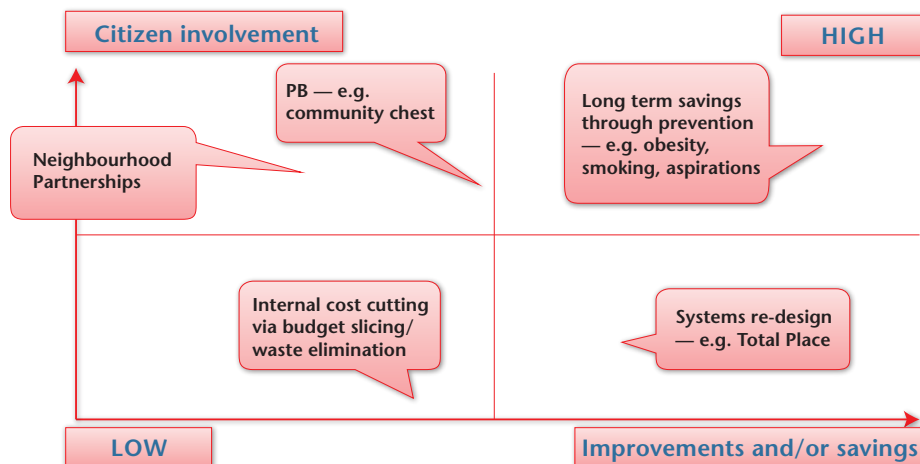 Citizen involvement
HIGH
PB — e.g.
community chest
Long term savings
through prevention
— e.g. obesity,
smoking, aspirations
Neighbourhood
Partnerships
Internal cost cutting
via budget slicing/
waste elimination
Systems re-design
— e.g. Total Place
LOW
Improvements and/or savings